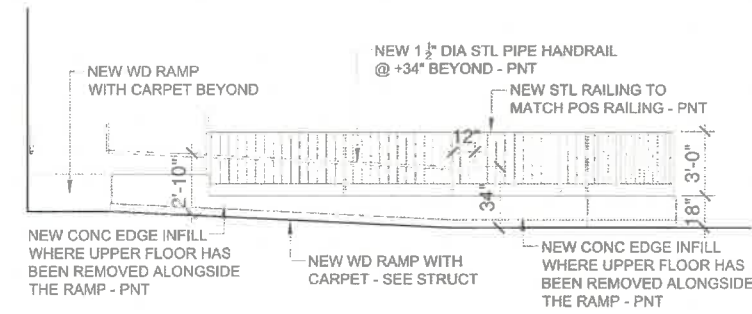 NEW 1 ½" DIA STL PIPE HANDRAIL
@ +34" BEYOND - PNT
NEW WD RAMP
WITH CARPET BEYOND
NEW STL RAILING TO
MATCH POS RAILING - PNT
12"
3'-0"
2'-10"
34"
18"
NEW CONC EDGE INFILL
WHERE UPPER FLOOR HAS
BEEN REMOVED ALONGSIDE
THE RAMP - PNT
NEW WD RAMP WITH
CARPET - SEE STRUCT
NEW CONC EDGE INFILL
WHERE UPPER FLOOR HAS
BEEN REMOVED ALONGSIDE
THE RAMP - PNT